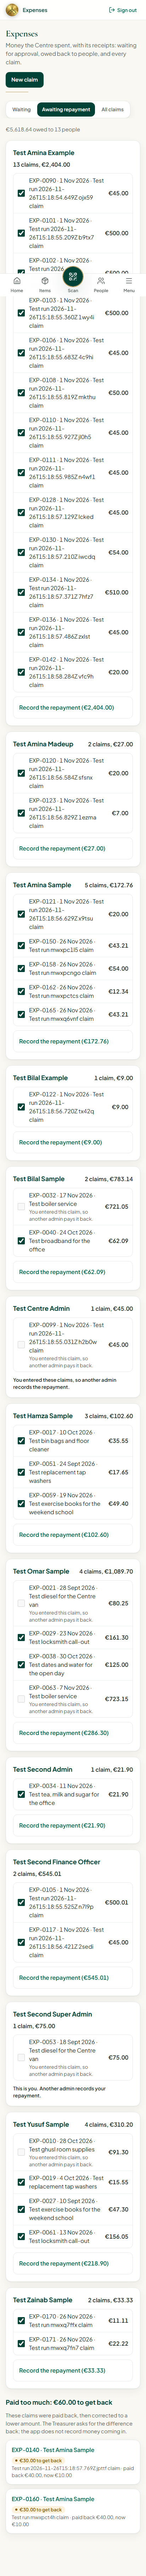 Expenses
Sign out
Expenses
Money the Centre spent, with its receipts: waiting
for approval, owed back to people, and every
claim.
New claim
Waiting
Awaiting repayment
All claims
€5,618.64 owed to 13 people
Test Amina Example
13 claims, €2,404.00
EXP-0090 · 1 Nov 2026 · Test
run 2026-11-
26T15:18:54.649Z ojx59
claim
€45.00
EXP-0101 · 1 Nov 2026 ·
Test run 2026-11-
26T15:18:55.209Z b9tx7
claim
€500.00
EXP-0102 · 1 Nov 2026 ·
€500.00
Home
Items
Scan
People
Menu
EXP-0103 · 1 Nov 2026 ·
Test run 2026-11-
26T15:18:55.360Z 1wy4i
claim
€500.00
EXP-0106 · 1 Nov 2026 ·
Test run 2026-11-
26T15:18:55.683Z 4c9hl
claim
€45.00
EXP-0108 · 1 Nov 2026 ·
Test run 2026-11-
26T15:18:55.819Z mkthu
claim
€50.00
EXP-0110 · 1 Nov 2026 ·
Test run 2026-11-
26T15:18:55.927Z jl0h5
claim
€45.00
EXP-0111 · 1 Nov 2026 ·
Test run 2026-11-
26T15:18:55.985Z n4wf1
claim
€45.00
EXP-0128 · 1 Nov 2026 ·
Test run 2026-11-
26T15:18:57.129Z lcked
claim
€45.00
EXP-0130 · 1 Nov 2026 ·
Test run 2026-11-
26T15:18:57.210Z iwcdq
claim
€54.00
EXP-0134 · 1 Nov 2026 ·
Test run 2026-11-
26T15:18:57.371Z 7hfz7
claim
€510.00
EXP-0136 · 1 Nov 2026 ·
Test run 2026-11-
26T15:18:57.486Z zxlst
claim
€45.00
EXP-0142 · 1 Nov 2026 ·
Test run 2026-11-
26T15:18:58.284Z vfc9h
claim
€20.00
Record the repayment (€2,404.00)
Test Amina Madeup
2 claims, €27.00
EXP-0120 · 1 Nov 2026 ·
Test run 2026-11-
26T15:18:56.584Z sfsnx
claim
€20.00
EXP-0123 · 1 Nov 2026 ·
Test run 2026-11-
26T15:18:56.829Z 1ezma
claim
€7.00
Record the repayment (€27.00)
Test Amina Sample
5 claims, €172.76
EXP-0121 · 1 Nov 2026 ·
Test run 2026-11-
26T15:18:56.629Z x9tsu
claim
€20.00
EXP-0150 · 26 Nov 2026 ·
Test run mwxpc1l5 claim
€43.21
EXP-0158 · 26 Nov 2026 ·
Test run mwxpcngo claim
€54.00
EXP-0162 · 26 Nov 2026 ·
Test run mwxpctcs claim
€12.34
EXP-0165 · 26 Nov 2026 ·
Test run mwxq6vnf claim
€43.21
Record the repayment (€172.76)
Test Bilal Example
1 claim, €9.00
EXP-0122 · 1 Nov 2026 ·
Test run 2026-11-
26T15:18:56.720Z tx42q
claim
€9.00
Record the repayment (€9.00)
Test Bilal Sample
2 claims, €783.14
EXP-0032 · 17 Nov 2026 ·
Test boiler service
You entered this claim, so
another admin pays it back.
€721.05
EXP-0040 · 24 Oct 2026 ·
Test broadband for the
office
€62.09
Record the repayment (€62.09)
Test Centre Admin
1 claim, €45.00
EXP-0099 · 1 Nov 2026 · Test
run 2026-11-
26T15:18:55.031Z h2b0w
claim
You entered this claim, so
another admin pays it back.
€45.00
You entered these claims, so another admin
records the repayment.
Test Hamza Sample
3 claims, €102.60
EXP-0017 · 10 Oct 2026 ·
Test bin bags and floor
cleaner
€35.55
EXP-0051 · 24 Sept 2026 ·
Test replacement tap
washers
€17.65
EXP-0059 · 19 Nov 2026 ·
Test exercise books for the
weekend school
€49.40
Record the repayment (€102.60)
Test Omar Sample
4 claims, €1,089.70
EXP-0021 · 28 Sept 2026 ·
Test diesel for the Centre
van
You entered this claim, so
another admin pays it back.
€80.25
EXP-0029 · 23 Nov 2026 ·
Test locksmith call-out
€161.30
EXP-0038 · 30 Oct 2026 ·
Test dates and water for
the open day
€125.00
EXP-0063 · 7 Nov 2026 ·
Test boiler service
You entered this claim, so
another admin pays it back.
€723.15
Record the repayment (€286.30)
Test Second Admin
1 claim, €21.90
EXP-0034 · 11 Nov 2026 ·
Test tea, milk and sugar for
the office
€21.90
Record the repayment (€21.90)
Test Second Finance Officer
2 claims, €545.01
EXP-0105 · 1 Nov 2026 ·
Test run 2026-11-
26T15:18:55.525Z n7l9p
claim
€500.01
EXP-0117 · 1 Nov 2026 · Test
run 2026-11-
26T15:18:56.421Z 2sedi
claim
€45.00
Record the repayment (€545.01)
Test Second Super Admin
1 claim, €75.00
EXP-0053 · 18 Sept 2026 ·
Test diesel for the Centre
van
You entered this claim, so
another admin pays it back.
€75.00
This is you. Another admin records your
repayment.
Test Yusuf Sample
4 claims, €310.20
EXP-0010 · 28 Oct 2026 ·
Test ghusl room supplies
You entered this claim, so
another admin pays it back.
€91.30
EXP-0019 · 4 Oct 2026 · Test
replacement tap washers
€15.55
EXP-0027 · 10 Sept 2026 ·
Test exercise books for the
weekend school
€47.30
EXP-0061 · 13 Nov 2026 ·
Test locksmith call-out
€156.05
Record the repayment (€218.90)
Test Zainab Sample
2 claims, €33.33
EXP-0170 · 26 Nov 2026 ·
Test run mwxq7ffx claim
€11.11
EXP-0171 · 26 Nov 2026 ·
Test run mwxq7fn7 claim
€22.22
Record the repayment (€33.33)
Paid too much: €60.00 to get back
These claims were paid back, then corrected to a
lower amount. The Treasurer asks for the difference
back: the app does not record money coming in.
EXP-0140 · Test Amina Sample
€30.00 to get back
Test run 2026-11-26T15:18:57.769Z jjztf claim · paid
back €40.00, now €10.00
EXP-0160 · Test Amina Sample
€30.00 to get back
Test run mwxpct4h claim · paid back €40.00, now
€10.00